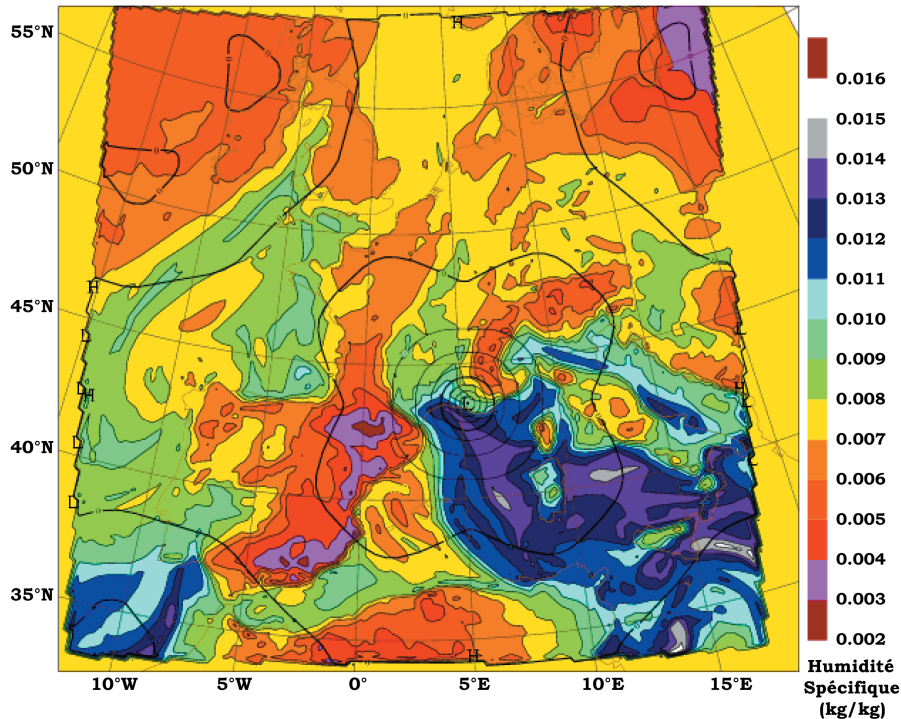 55°N
50°N
45°N
40°N
35°N
10°W
5°W
0°
5°E
10°E
15°E
H
H
L
L
H
L
L
H
L
H
0.016
0.015
0.014
0.013
0.012
0.011
0.010
0.009
0.008
0.007
0.006
0.005
0.004
0.003
0.002
Humidité
Spécifique
(kg/kg)